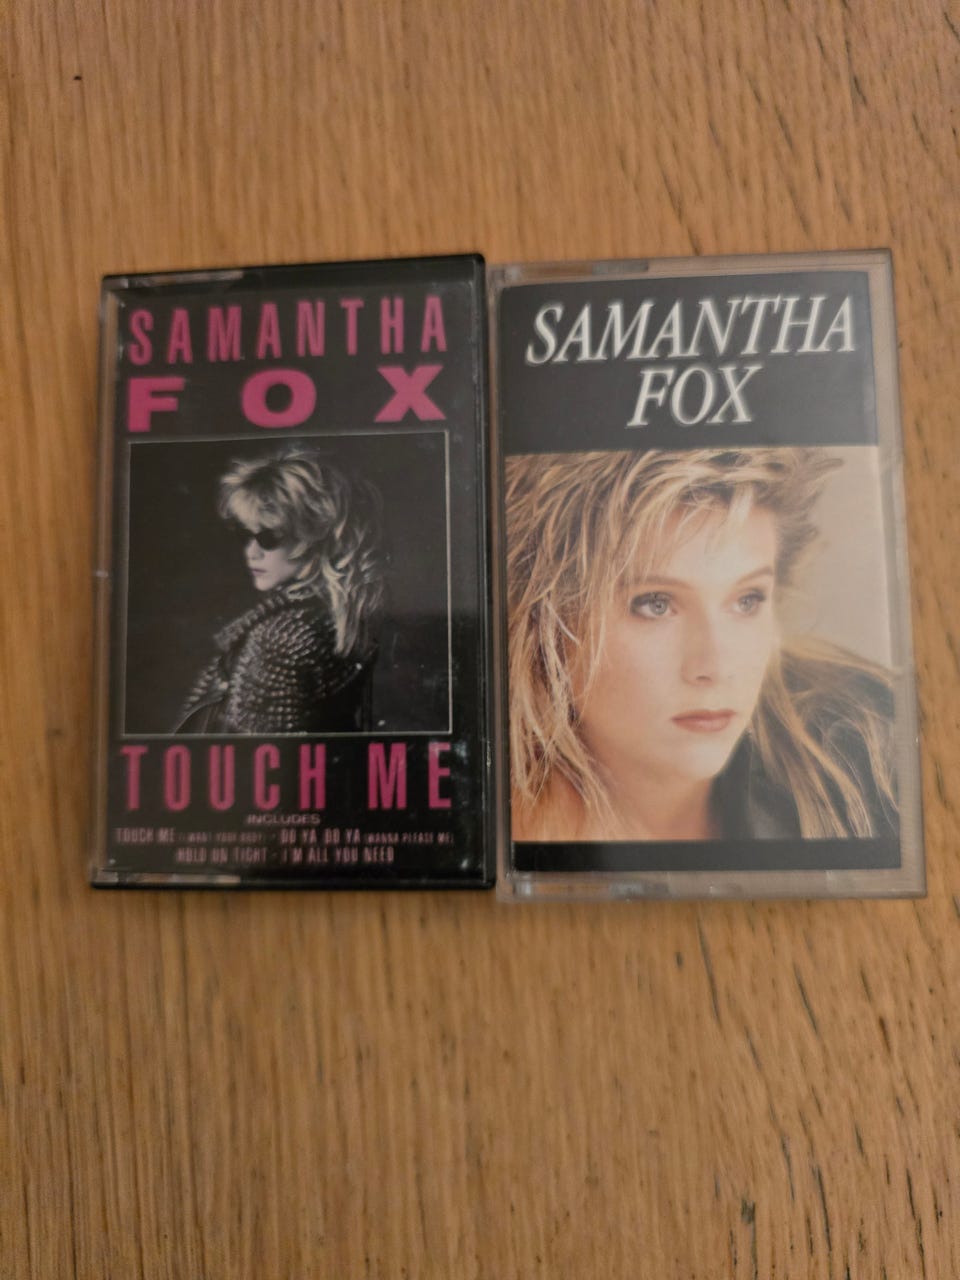 SAMANTHA
FOX
TOUCH ME
INCLUDES
TOUCH ME (I WANT YOUR BODY) · DO YA DO YA (WANNA PLEASE ME)
HOLD ON TIGHT · I'M ALL YOU NEED
SAMANTHA
FOX